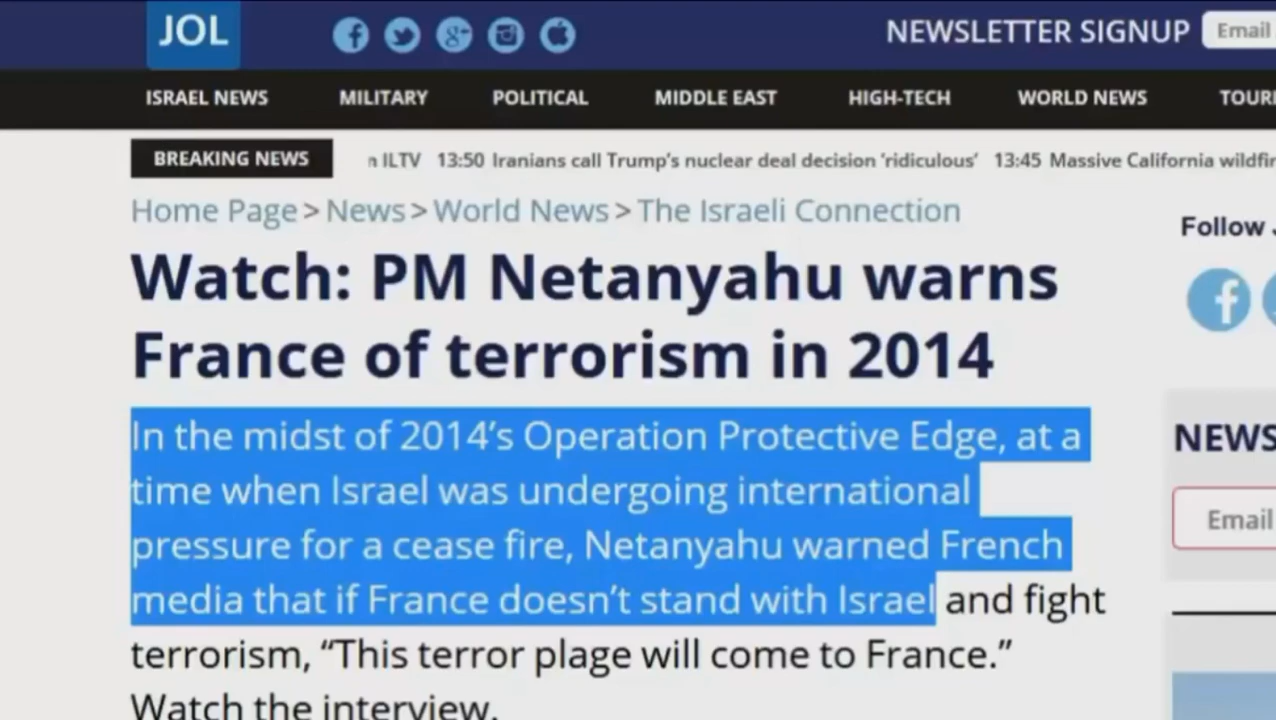 JOL
NEWSLETTER SIGNUP
Email
ISRAEL NEWS MILITARY POLITICAL MIDDLE EAST HIGH-TECH WORLD NEWS
BREAKING NEWS
ILTV 13:50 Iranians call Trump’s nuclear deal decision ‘ridiculous’ 13:45 Massive California
Home Page > News > World News > The Israeli Connection
Follow
Watch: PM Netanyahu warns
France of terrorism in 2014
In the midst of 2014’s Operation Protective Edge, at a
time when Israel was undergoing international
pressure for a cease fire, Netanyahu warned French
media that if France doesn’t stand with Israel and fight
terrorism, “This terror plage will come to France.”
Watch the interview.
NEWS
Email